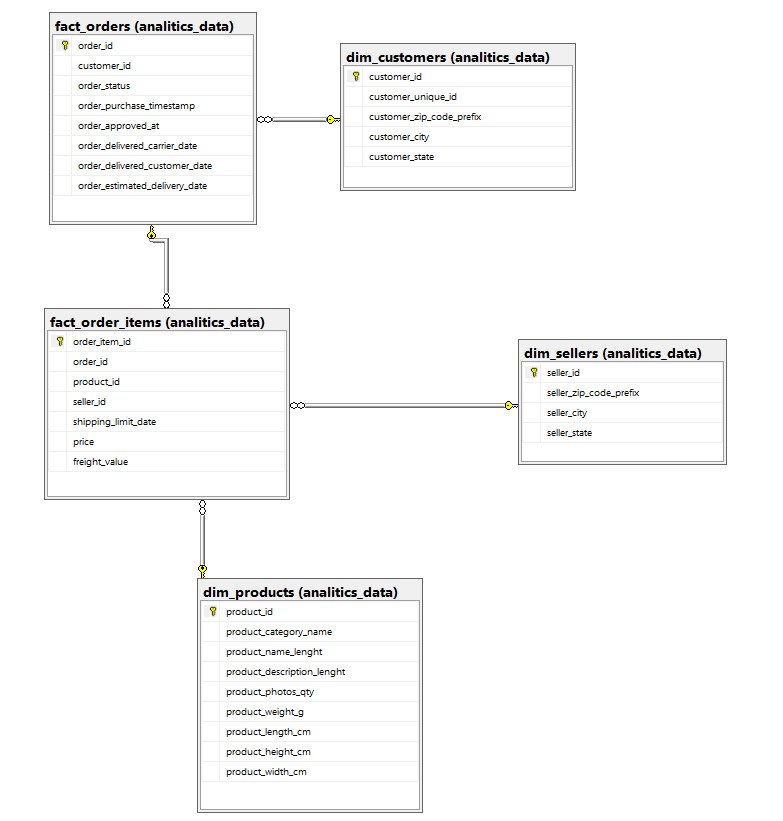 fact_orders (analitics_data)
order_id
customer_id
order_status
order_purchase_timestamp
order_approved_at
order_delivered_carrier_date
order_delivered_customer_date
order_estimated_delivery_date
dim_customers (analitics_data)
customer_id
customer_unique_id
customer_zip_code_prefix
customer_city
customer_state
fact_order_items (analitics_data)
order_item_id
order_id
product_id
seller_id
shipping_limit_date
price
freight_value
dim_sellers (analitics_data)
seller_id
seller_zip_code_prefix
seller_city
seller_state
dim_products (analitics_data)
product_id
product_category_name
product_name_lenght
product_description_lenght
product_photos_qty
product_weight_g
product_length_cm
product_height_cm
product_width_cm